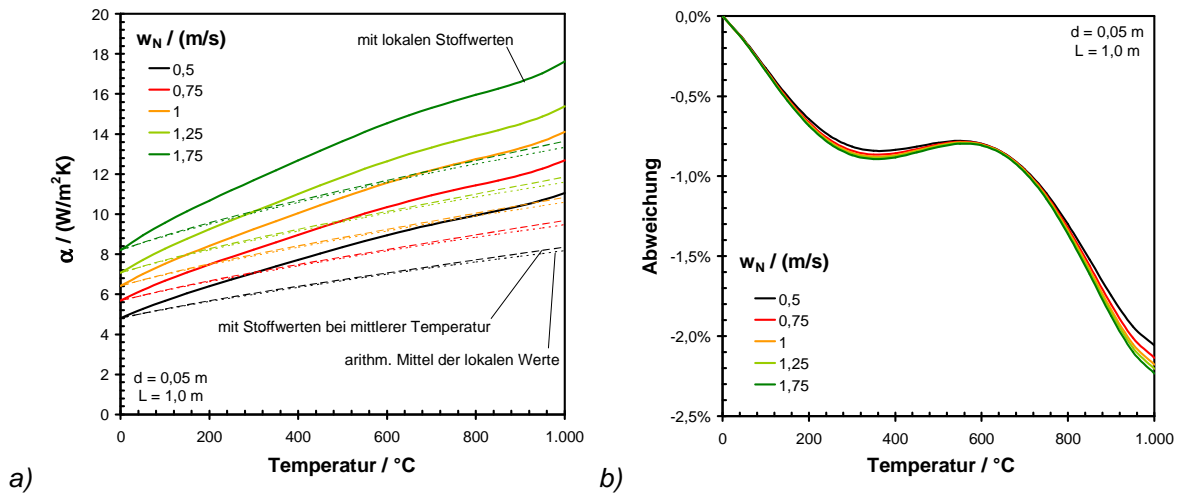 20
18
16
14
12
10
8
6
4
2
0
α / (W/m²K)
w_N / (m/s)
0,5
0,75
1
1,25
1,75
mit lokalen Stoffwerten
mit Stoffwerten bei mittlerer Temperatur
arithm. Mittel der lokalen Werte
d = 0,05 m
L = 1,0 m
0 200 400 600 800 1.000
Temperatur / °C
a)
0,0%
-0,5%
-1,0%
-1,5%
-2,0%
-2,5%
Abweichung
d = 0,05 m
L = 1,0 m
w_N / (m/s)
0,5
0,75
1
1,25
1,75
0 200 400 600 800 1.000
Temperatur / °C
b)